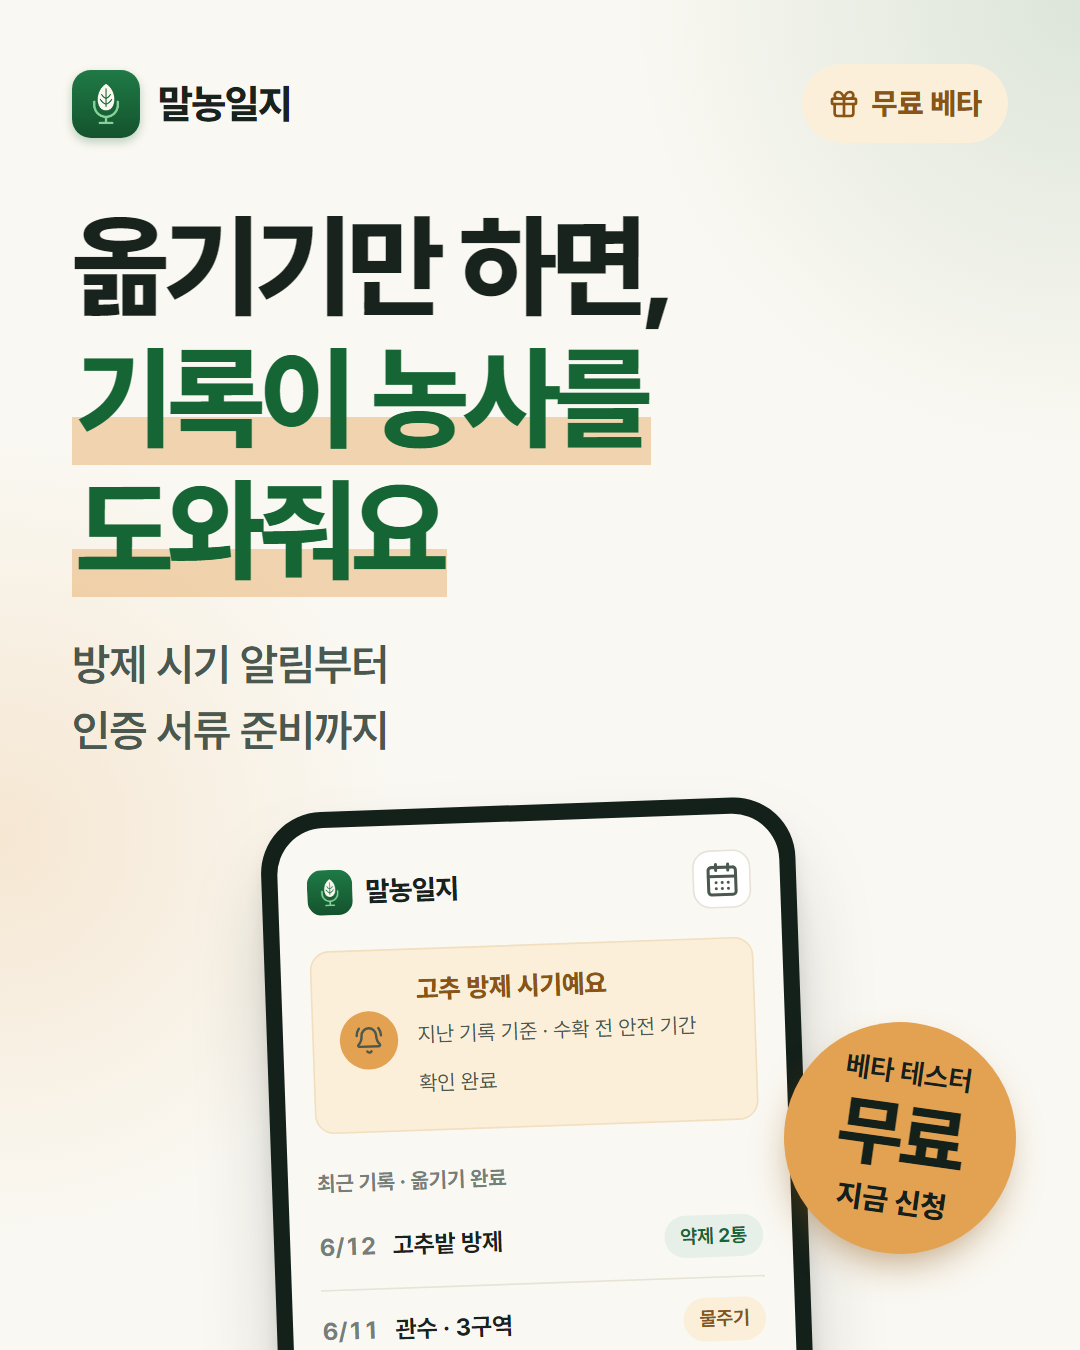 말농일지
무료 베타
옮기기만 하면,
기록이 농사를
도와줘요
방제 시기 알림부터
인증 서류 준비까지
말농일지
고추 방제 시기예요
지난 기록 기준 · 수확 전 안전 기간
확인 완료
최근 기록 · 옮기기 완료
6/12 고추밭 방제 약제 2통
6/11 관수 · 3구역 물주기
베타 테스터
무료
지금 신청